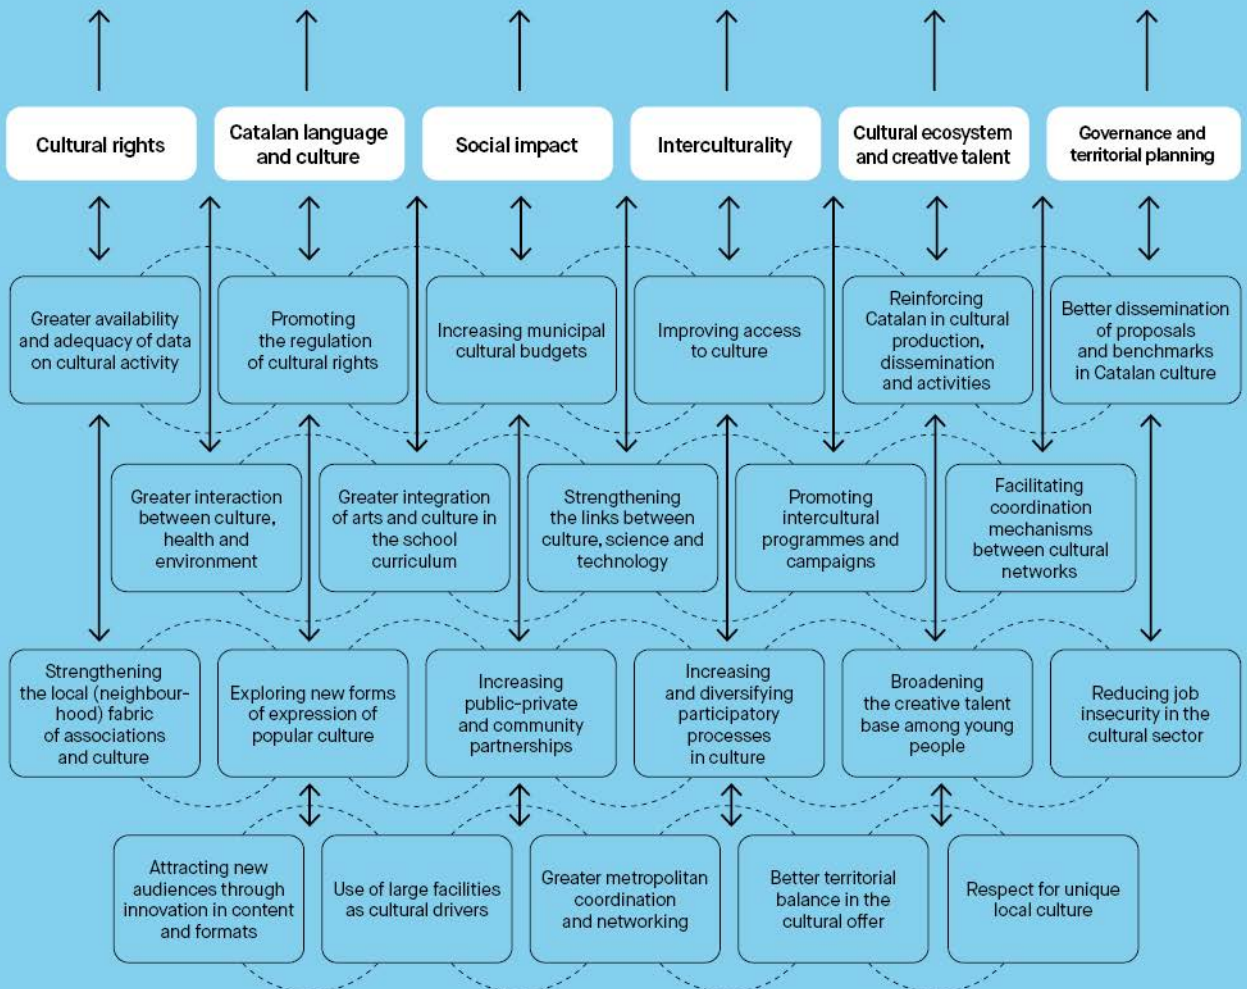 Cultural rights
Catalan language
and culture
Social impact
Interculturality
Cultural ecosystem
and creative talent
Governance and
territorial planning
Greater availability
and adequacy of data
on cultural activity
Promoting
the regulation
of cultural rights
Increasing municipal
cultural budgets
Improving access
to culture
Reinforcing
Catalan in cultural
production,
dissemination
and activities
Better dissemination
of proposals
and benchmarks
in Catalan culture
Greater interaction
between culture,
health and
environment
Greater integration
of arts and culture in
the school
curriculum
Strengthening
the links between
culture, science and
technology
Promoting
intercultural
programmes and
campaigns
Facilitating
coordination
mechanisms
between cultural
networks
Strengthening
the local (neighbour-
hood) fabric
of associations
and culture
Exploring new forms
of expression of
popular culture
Increasing
public-private
and community
partnerships
Increasing
and diversifying
participatory
processes
in culture
Broadening
the creative talent
base among young
people
Reducing job
insecurity in the
cultural sector
Attracting new
audiences through
innovation in content
and formats
Use of large facilities
as cultural drivers
Greater metropolitan
coordination
and networking
Better territorial
balance in the
cultural offer
Respect for unique
local culture